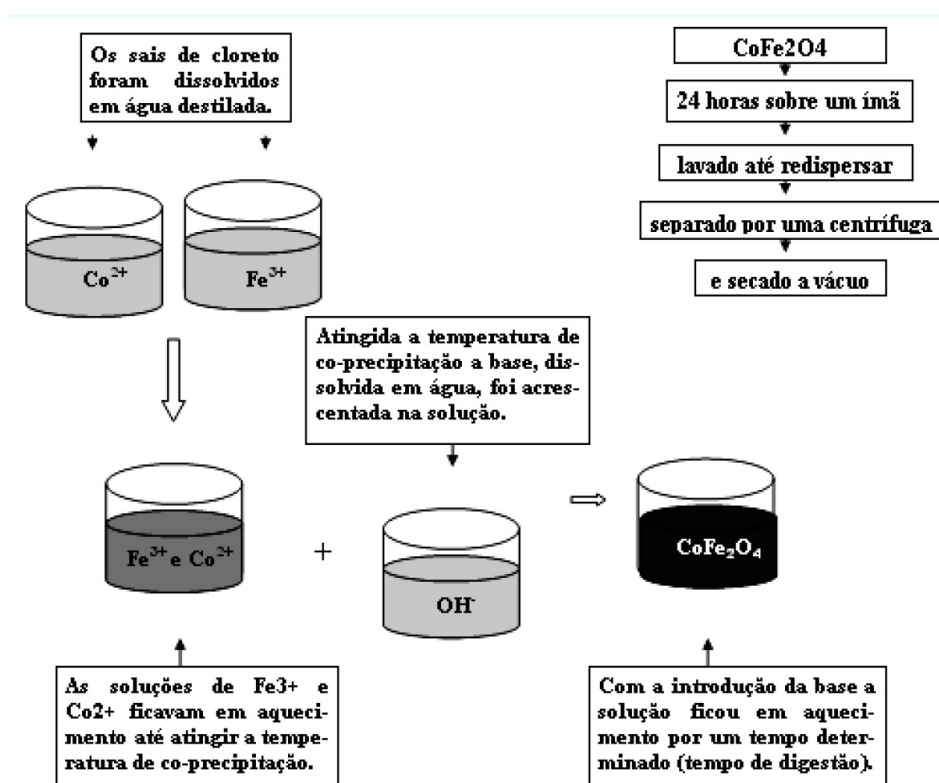 Os sais de cloreto
foram dissolvidos
em água destilada.
CoFe2O4
24 horas sobre um ímã
lavado até redispersar
separado por uma centrífuga
e secado a vácuo
Co²⁺
Fe³⁺
Atingida a temperatura de
co-precipitação a base, dis-
solvida em água, foi acres-
centada na solução.
Fe³⁺ e Co²⁺
+
OH⁻
CoFe₂O₄
As soluções de Fe3+ e
Co2+ ficavam em aqueci-
mento até atingir a tempe-
ratura de co-precipitação.
Com a introdução da base a
solução ficou em aqueci-
mento por um tempo deter-
minado (tempo de digestão).